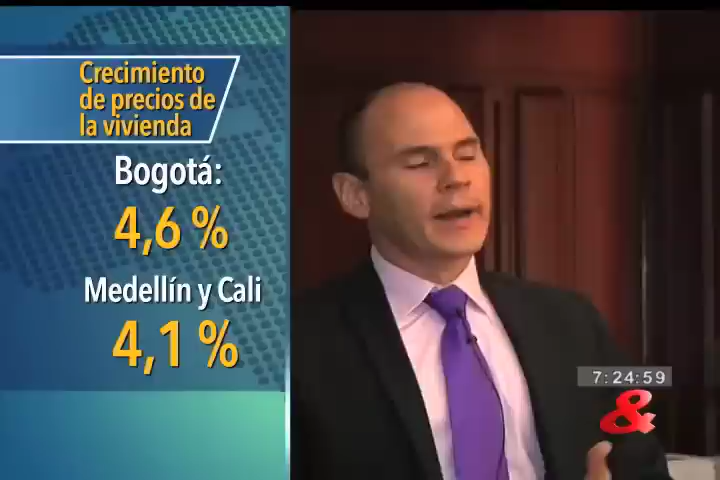 Crecimiento
de precios de
la vivienda
Bogotá:
4,6 %
Medellín y Cali
4,1 %
7:24:59
&